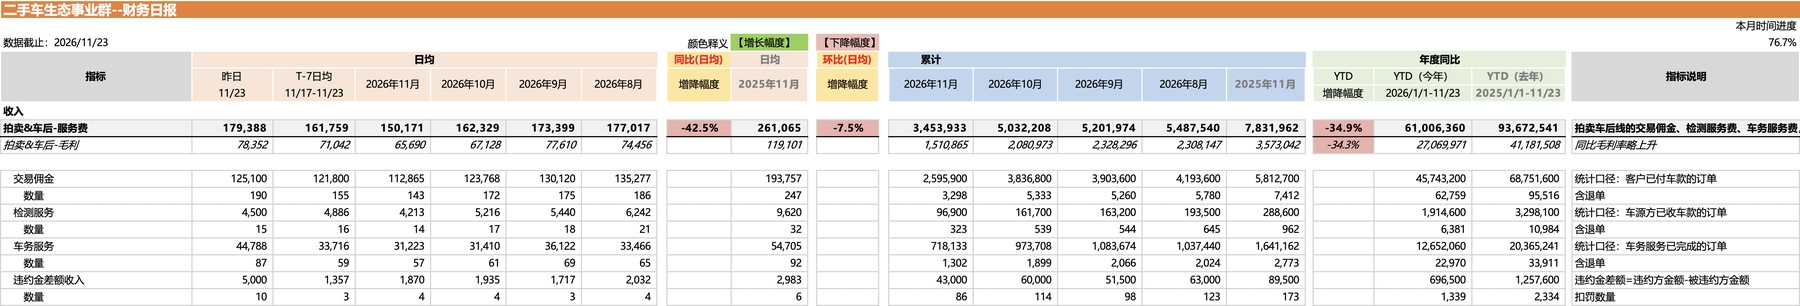 二手车生态事业群--财务日报
本月时间进度
数据截止：2026/11/23 颜色释义 【增长幅度】 【下降幅度】 76.7%
指标 日均 同比(日均) 日均 环比(日均) 累计 年度同比 指标说明
昨日 T-7日均 2026年11月 2026年10月 2026年9月 2026年8月 增降幅度 2025年11月 增降幅度 2026年11月 2026年10月 2026年9月 2026年8月 2025年11月 YTD YTD（今年） YTD（去年）
11/23 11/17-11/23 增降幅度 2026/1/1-11/23 2025/1/1-11/23
收入
拍卖&车后-服务费 179,388 161,759 150,171 162,329 173,399 177,017 -42.5% 261,065 -7.5% 3,453,933 5,032,208 5,201,974 5,487,540 7,831,962 -34.9% 61,006,360 93,672,541 拍卖车后线的交易佣金、检测服务费、车务服务费,
拍卖&车后-毛利 78,352 71,042 65,690 67,128 77,610 74,456 119,101 1,510,865 2,080,973 2,328,296 2,308,147 3,573,042 -34.3% 27,069,971 41,181,508 同比毛利率略上升
交易佣金 125,100 121,800 112,865 123,768 130,120 135,277 193,757 2,595,900 3,836,800 3,903,600 4,193,600 5,812,700 45,743,200 68,751,600 统计口径：客户已付车款的订单
数量 190 155 143 172 175 186 247 3,298 5,333 5,260 5,780 7,412 62,759 95,516 含退单
检测服务 4,500 4,886 4,213 5,216 5,440 6,242 9,620 96,900 161,700 163,200 193,500 288,600 1,914,600 3,298,100 统计口径：车源方已收车款的订单
数量 15 16 14 17 18 21 32 323 539 544 645 962 6,381 10,984 含退单
车务服务 44,788 33,716 31,223 31,410 36,122 33,466 54,705 718,133 973,708 1,083,674 1,037,440 1,641,162 12,652,060 20,365,241 统计口径：车务服务已完成的订单
数量 87 59 57 61 69 65 92 1,302 1,899 2,066 2,024 2,773 22,970 33,911 含退单
违约金差额收入 5,000 1,357 1,870 1,935 1,717 2,032 2,983 43,000 60,000 51,500 63,000 89,500 696,500 1,257,600 违约金差额=违约方金额-被违约方金额
数量 10 3 4 4 3 4 6 86 114 98 123 173 1,339 2,334 扣罚数量